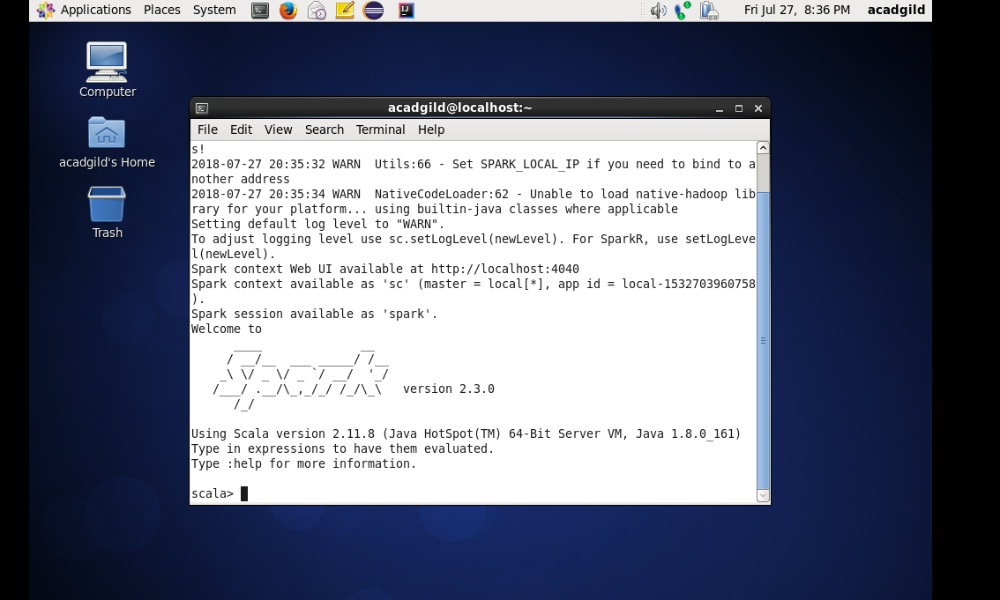 Applications Places System Fri Jul 27, 8:36 PM acadgild
Computer
acadgild's Home
Trash
acadgild@localhost:~
File Edit View Search Terminal Help
s!
2018-07-27 20:35:32 WARN  Utils:66 - Set SPARK_LOCAL_IP if you need to bind to a
nother address
2018-07-27 20:35:34 WARN  NativeCodeLoader:62 - Unable to load native-hadoop lib
rary for your platform... using builtin-java classes where applicable
Setting default log level to "WARN".
To adjust logging level use sc.setLogLevel(newLevel). For SparkR, use setLogLeve
l(newLevel).
Spark context Web UI available at http://localhost:4040
Spark context available as 'sc' (master = local[*], app id = local-1532703960758
).
Spark session available as 'spark'.
Welcome to
      ____              __
     / __/__  ___ _____/ /__
    _\ \/ _ \/ _ `/ __/  '_/
   /___/ .__/\_,_/_/ /_/\_\   version 2.3.0
      /_/
Using Scala version 2.11.8 (Java HotSpot(TM) 64-Bit Server VM, Java 1.8.0_161)
Type in expressions to have them evaluated.
Type :help for more information.
scala>